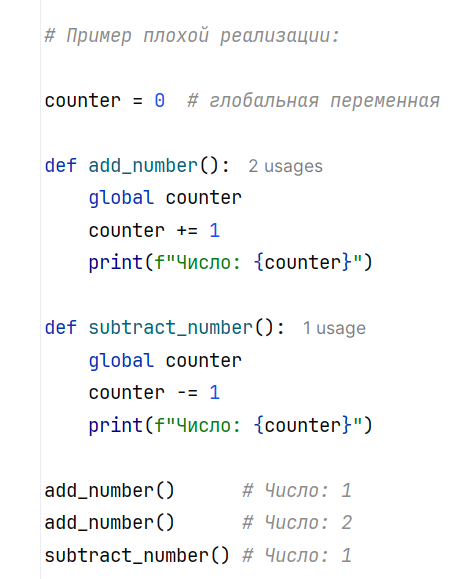 # Пример плохой реализации:
counter = 0  # глобальная переменная
def add_number():  2 usages
    global counter
    counter += 1
    print(f"Число: {counter}")
def subtract_number():  1 usage
    global counter
    counter -= 1
    print(f"Число: {counter}")
add_number()      # Число: 1
add_number()      # Число: 2
subtract_number() # Число: 1